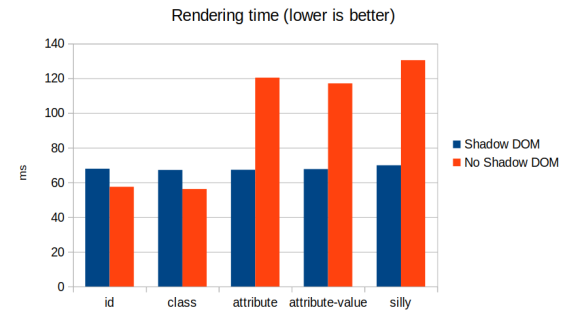 Rendering time (lower is better)
140
120
100
80
60
40
20
0
ms
id class attribute attribute-value silly
Shadow DOM
No Shadow DOM